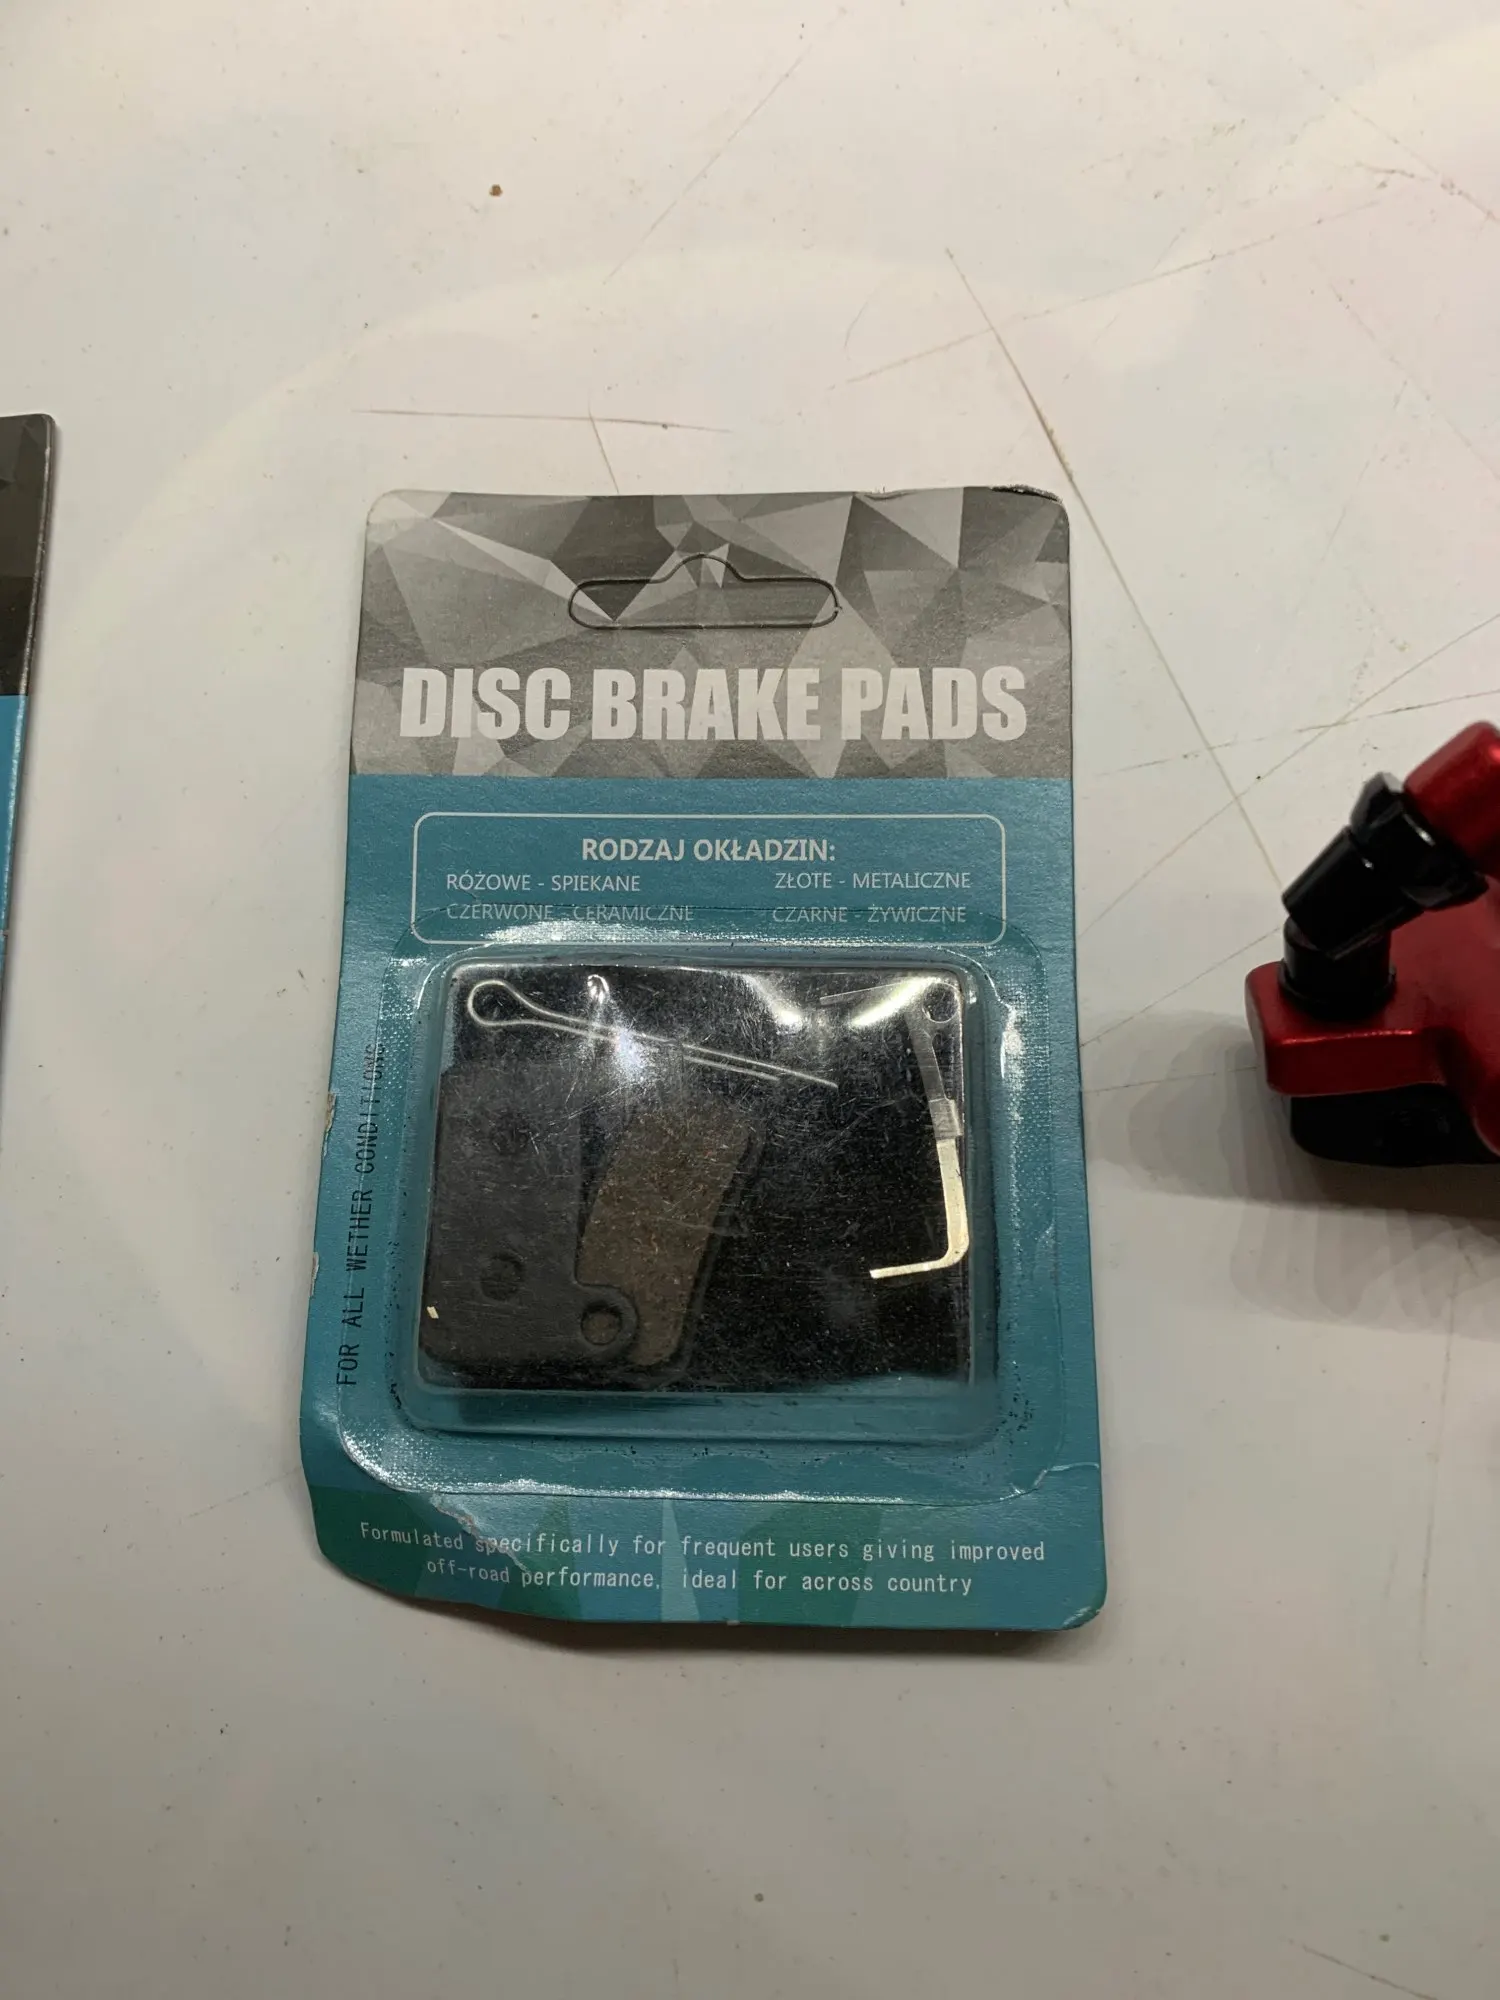 DISC BRAKE PADS
RODZAJ OKŁADZIN:
RÓŻOWE - SPIEKANE ZŁOTE - METALICZNE
CZERWONE - CERAMICZNE CZARNE - ŻYWICZNE
FOR ALL WETHER CONDITIONS
Formulated specifically for frequent users giving improved
off-road performance, ideal for across country